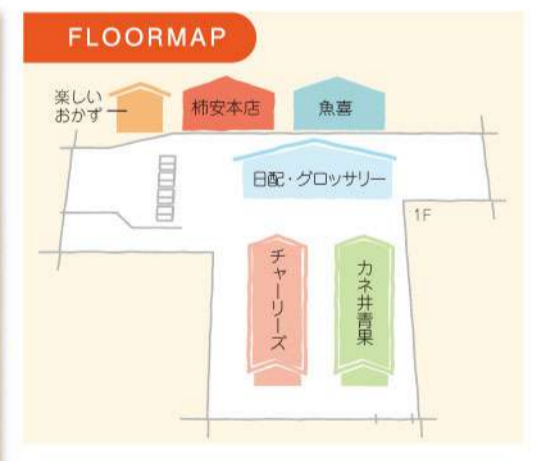 FLOORMAP
楽しい
おかず
柿安本店
魚喜
日配・グロッサリー
1F
チャーリーズ
カネ井青果